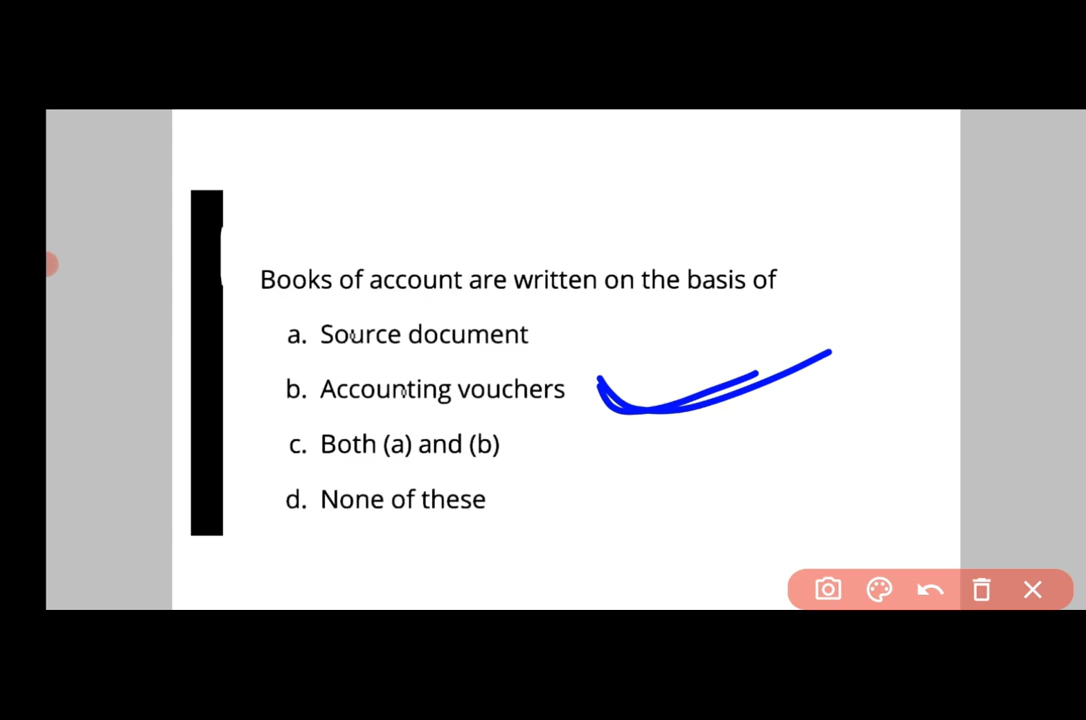 Books of account are written on the basis of
a. Source document
b. Accounting vouchers
c. Both (a) and (b)
d. None of these